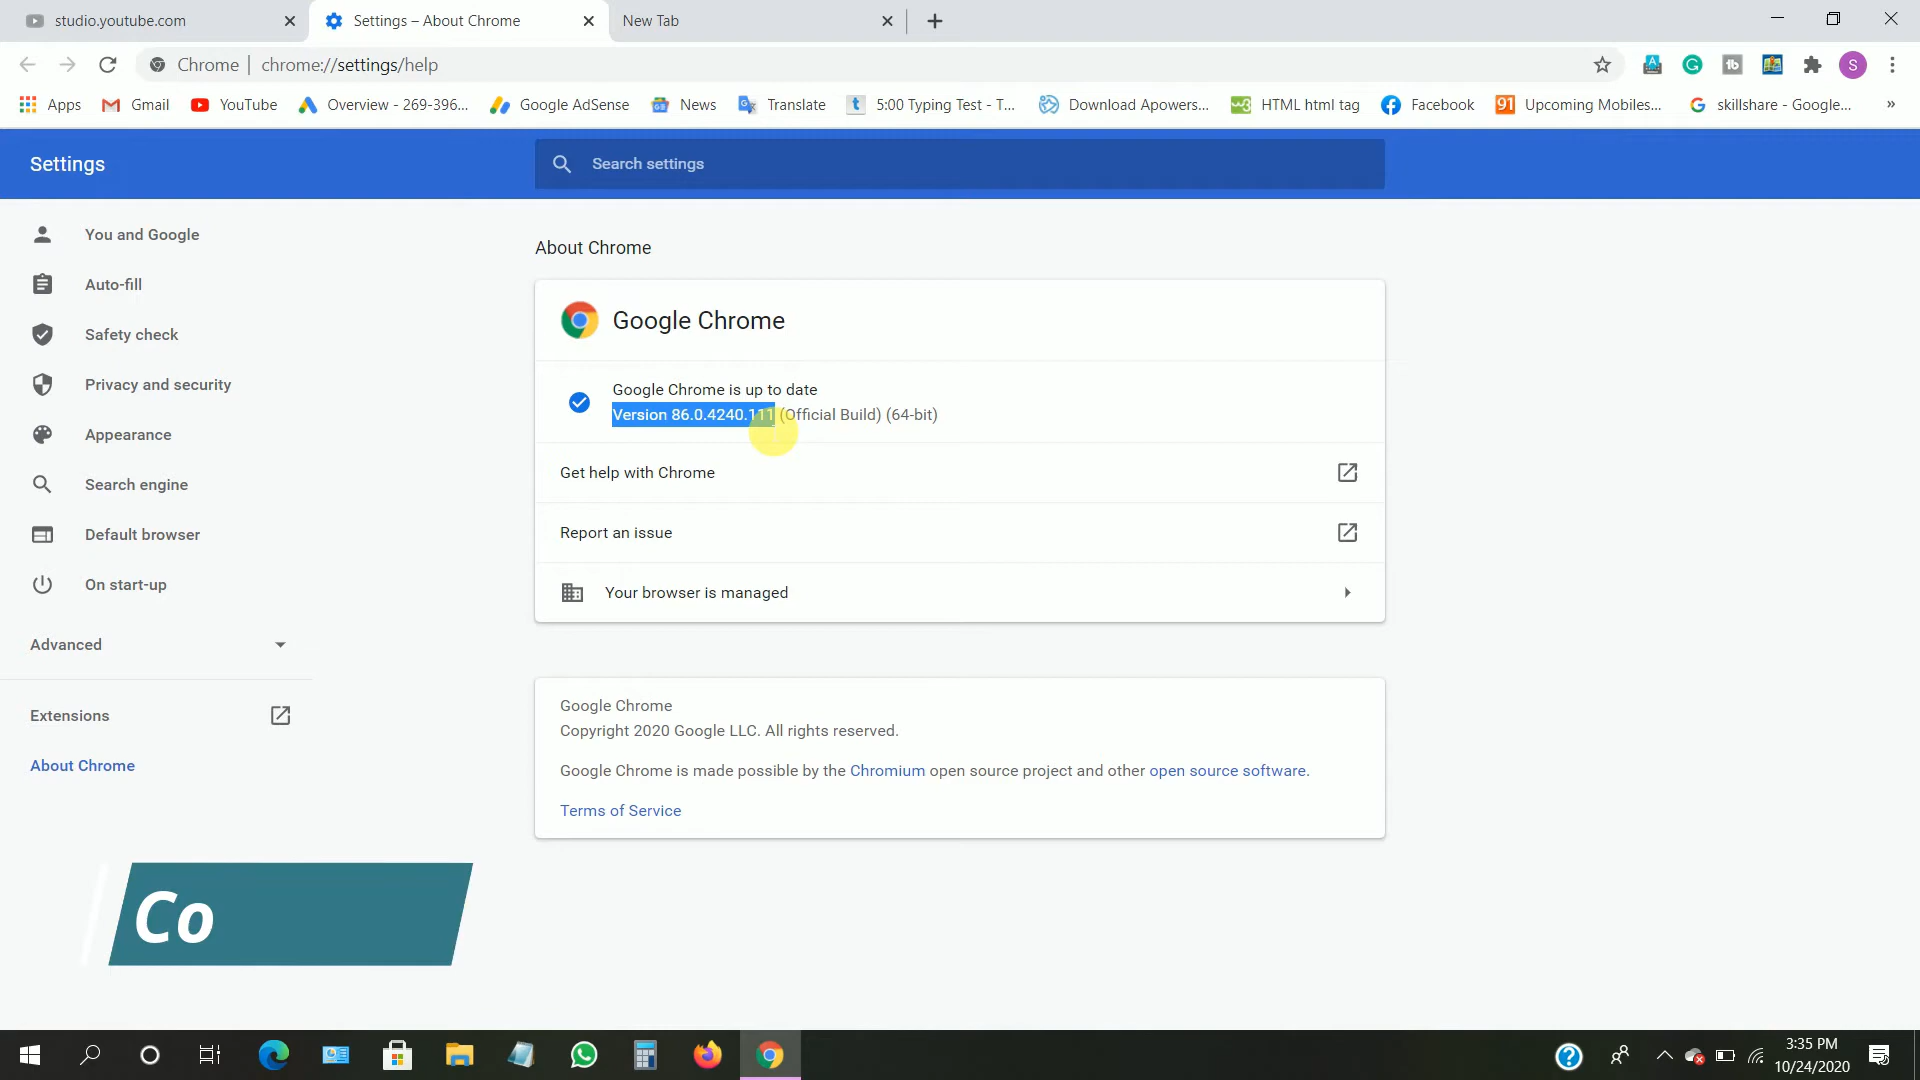 studio.youtube.com
Settings – About Chrome
New Tab
Chrome | chrome://settings/help
Apps
Gmail
YouTube
Overview - 269-396...
Google AdSense
News
Translate
5:00 Typing Test - T...
Download Apowers...
HTML html tag
Facebook
Upcoming Mobiles...
skillshare - Google...
»
Settings
Search settings
You and Google
Auto-fill
Safety check
Privacy and security
Appearance
Search engine
Default browser
On start-up
Advanced
Extensions
About Chrome
About Chrome
Google Chrome
Google Chrome is up to date
Version 86.0.4240.111 (Official Build) (64-bit)
Get help with Chrome
Report an issue
Your browser is managed
Google Chrome
Copyright 2020 Google LLC. All rights reserved.
Google Chrome is made possible by the Chromium open source project and other open source software.
Terms of Service
Co
3:35 PM
10/24/2020